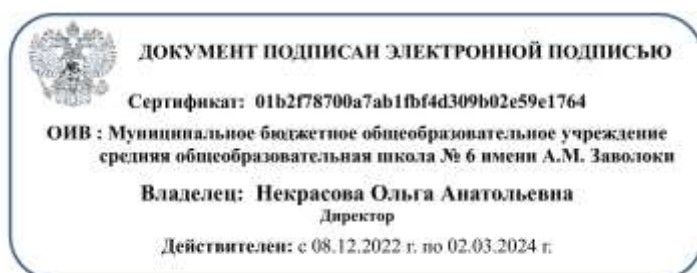 ДОКУМЕНТ ПОДПИСАН ЭЛЕКТРОННОЙ ПОДПИСЬЮ
Сертификат: 01b2f78700a7ab1fbf4d309b02e59e1764
ОИВ : Муниципальное бюджетное общеобразовательное учреждение
средняя общеобразовательная школа № 6 имени А.М. Заволоки
Владелец: Некрасова Ольга Анатольевна
Директор
Действителен: с 08.12.2022 г. по 02.03.2024 г.